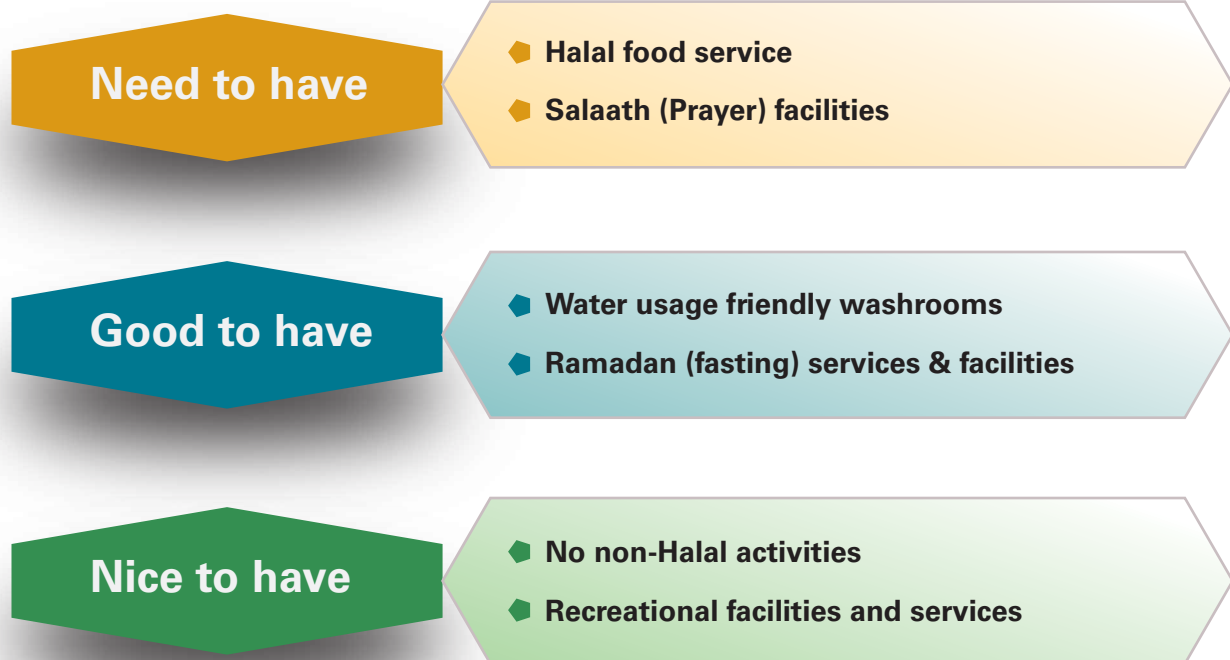 Need to have
Halal food service
Salaath (Prayer) facilities
Good to have
Water usage friendly washrooms
Ramadan (fasting) services & facilities
Nice to have
No non-Halal activities
Recreational facilities and services